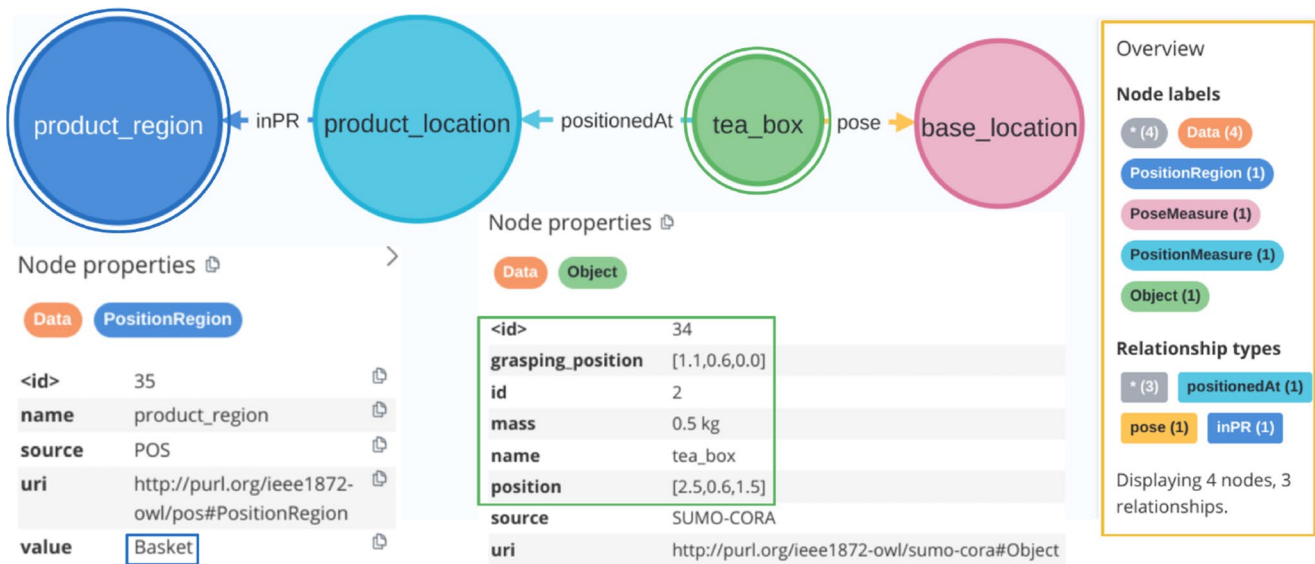 product_region
inPR
product_location
positionedAt
tea_box
pose
base_location
Node properties
Data PositionRegion
<id> 35
name product_region
source POS
uri http://purl.org/ieee1872-
owl/pos#PositionRegion
value Basket
Node properties
Data Object
<id> 34
grasping_position [1.1,0.6,0.0]
id 2
mass 0.5 kg
name tea_box
position [2.5,0.6,1.5]
source SUMO-CORA
uri http://purl.org/ieee1872-owl/sumo-cora#Object
Overview
Node labels
* (4) Data (4)
PositionRegion (1)
PoseMeasure (1)
PositionMeasure (1)
Object (1)
Relationship types
* (3) positionedAt (1)
pose (1) inPR (1)
Displaying 4 nodes, 3
relationships.